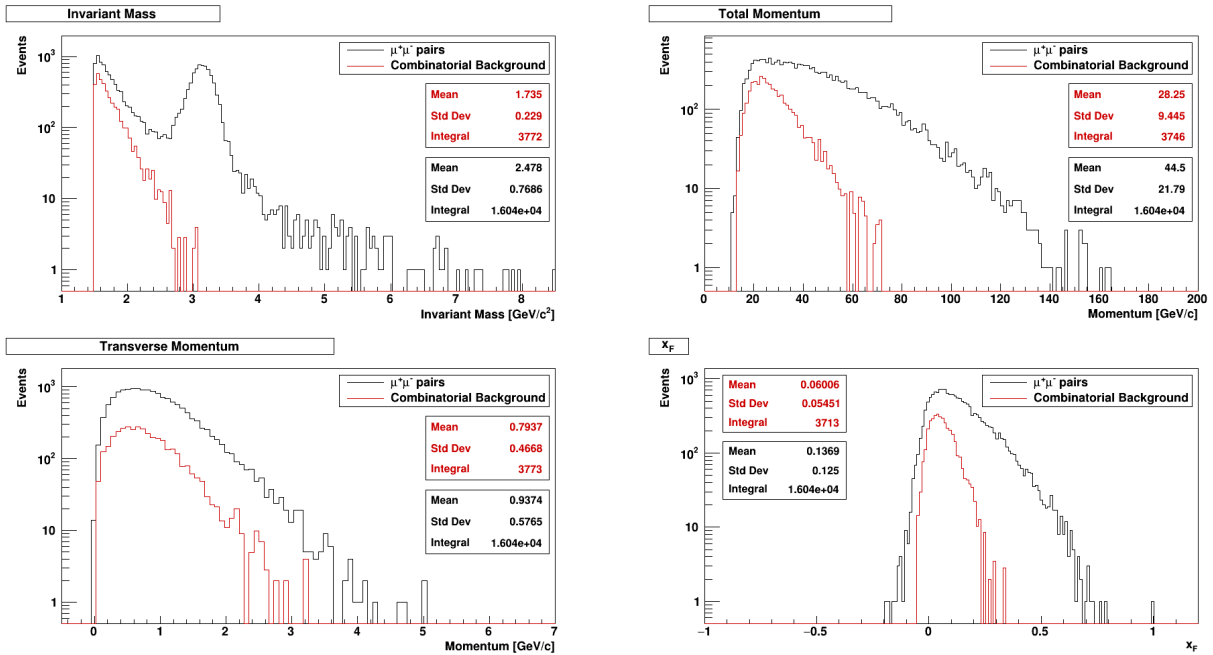 Invariant Mass
Events
10³
10²
10
1
μ⁺μ⁻ pairs
Combinatorial Background
Mean 1.735
Std Dev 0.229
Integral 3772
Mean 2.478
Std Dev 0.7686
Integral 1.604e+04
1 2 3 4 5 6 7 8
Invariant Mass [GeV/c²]
Total Momentum
Events
10³
10²
10
1
μ⁺μ⁻ pairs
Combinatorial Background
Mean 28.25
Std Dev 9.445
Integral 3746
Mean 44.5
Std Dev 21.79
Integral 1.604e+04
0 20 40 60 80 100 120 140 160 180 200
Momentum [GeV/c]
Transverse Momentum
Events
10³
10²
10
1
μ⁺μ⁻ pairs
Combinatorial Background
Mean 0.7937
Std Dev 0.4668
Integral 3773
Mean 0.9374
Std Dev 0.5765
Integral 1.604e+04
0 1 2 3 4 5 6 7
Momentum [GeV/c]
x_F
Events
10³
10²
10
1
Mean 0.06006
Std Dev 0.05451
Integral 3713
Mean 0.1369
Std Dev 0.125
Integral 1.604e+04
μ⁺μ⁻ pairs
Combinatorial Background
−1 −0.5 0 0.5 1
x_F